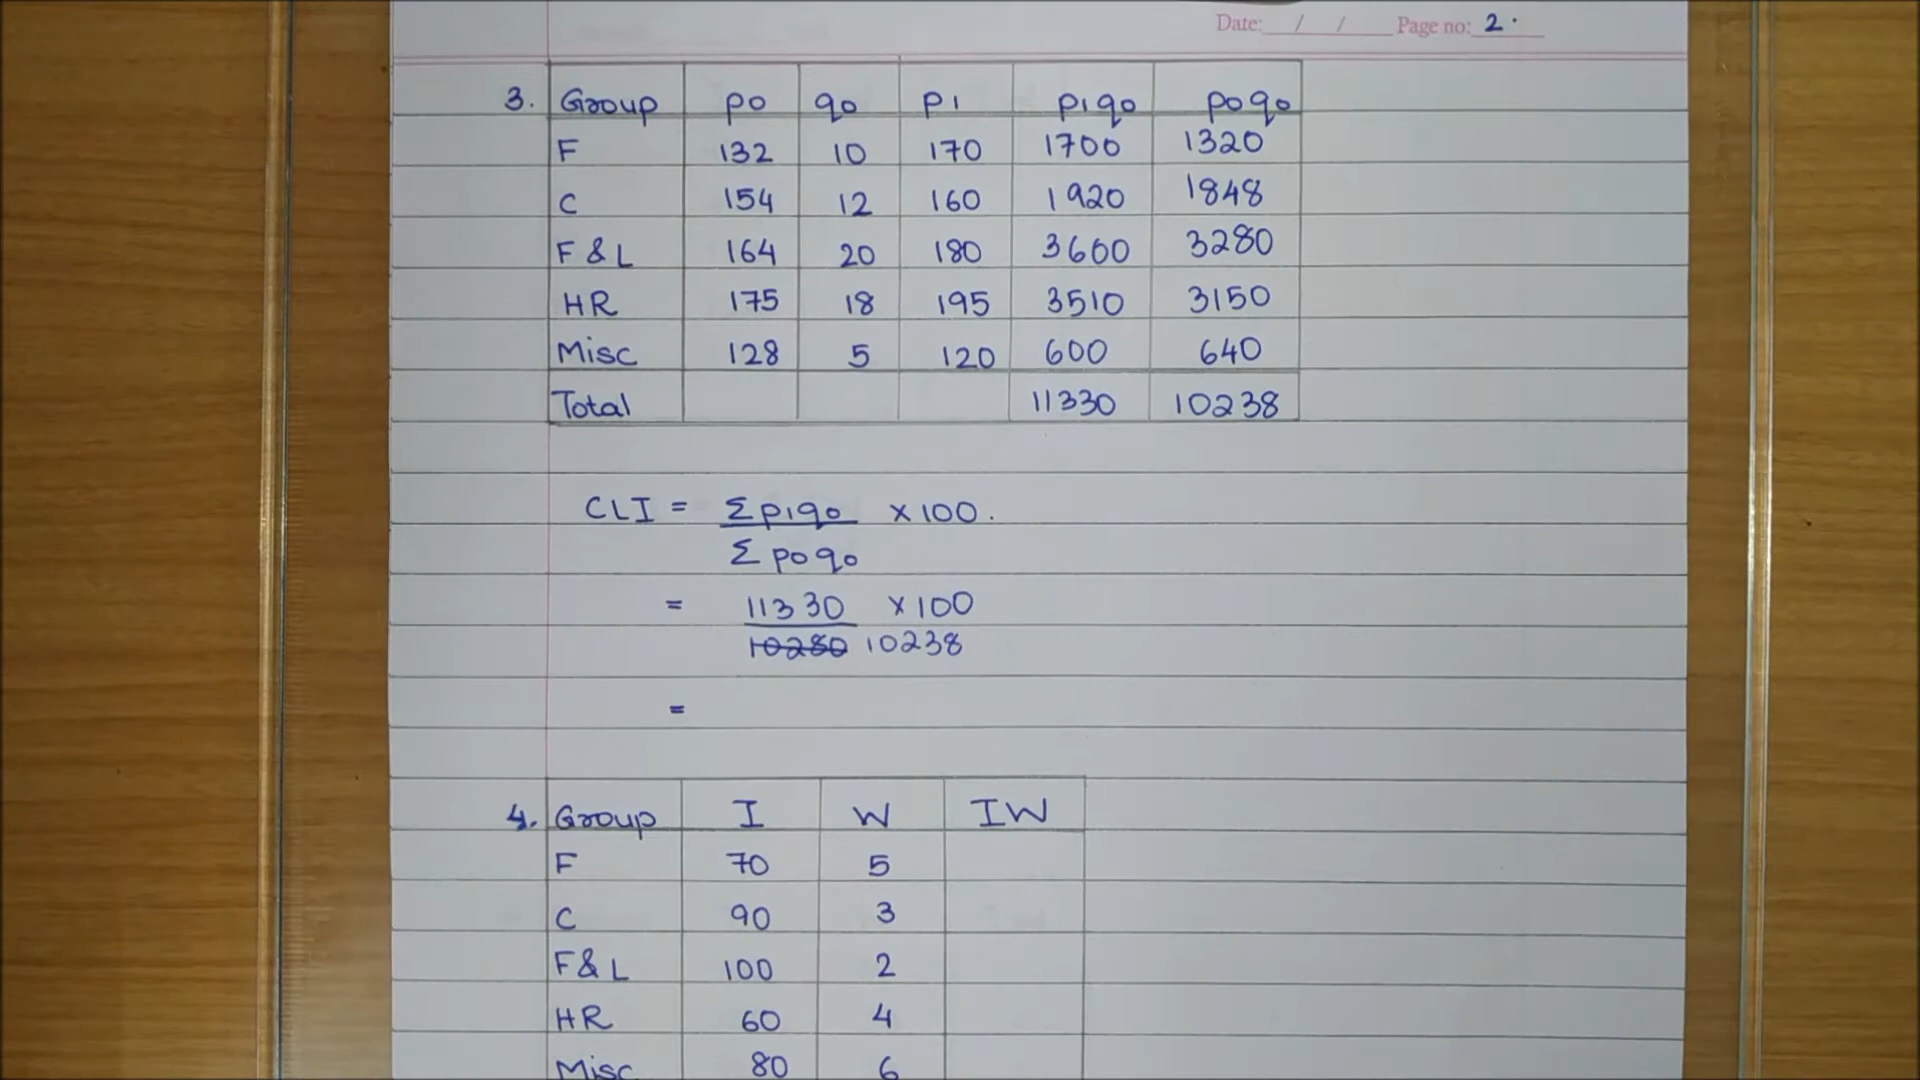 Date: / / Page no: 2.
3. Group p0 q0 p1 p1q0 p0q0
F 132 10 170 1700 1320
C 154 12 160 1920 1848
F & L 164 20 180 3600 3280
HR 175 18 195 3510 3150
Misc 128 5 120 600 640
Total 11330 10238
CLI = Σp1q0 × 100.
Σp0q0
= 11330 × 100
10280 10238
=
4. Group I W IW
F 70 5
C 90 3
F & L 100 2
HR 60 4
Misc 80 6